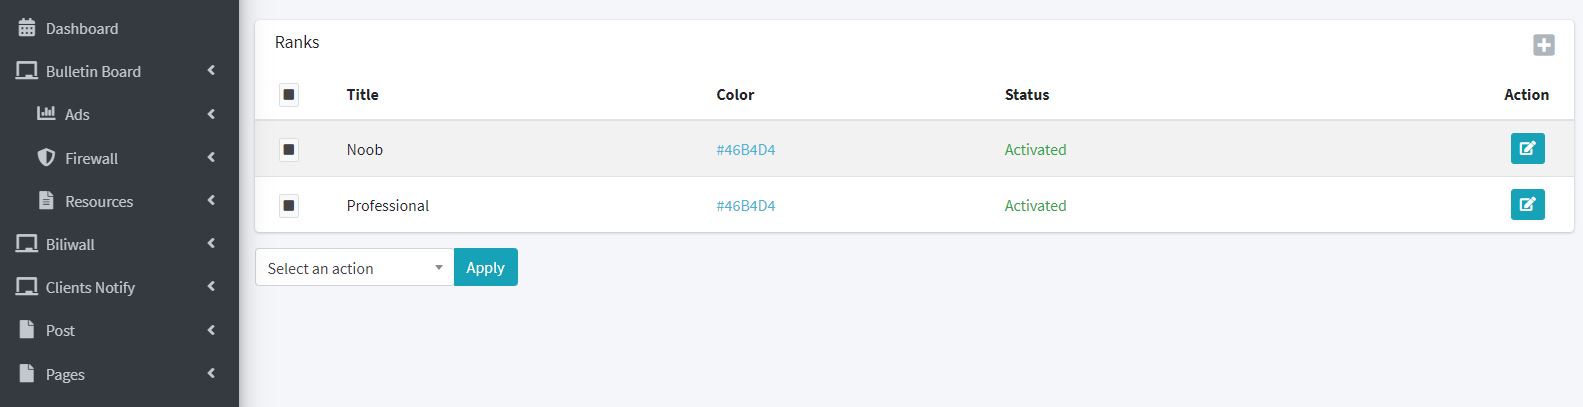 Dashboard
Bulletin Board
Ads
Firewall
Resources
Biliwall
Clients Notify
Post
Pages
Ranks
Title Color Status Action
Noob #46B4D4 Activated
Professional #46B4D4 Activated
Select an action Apply